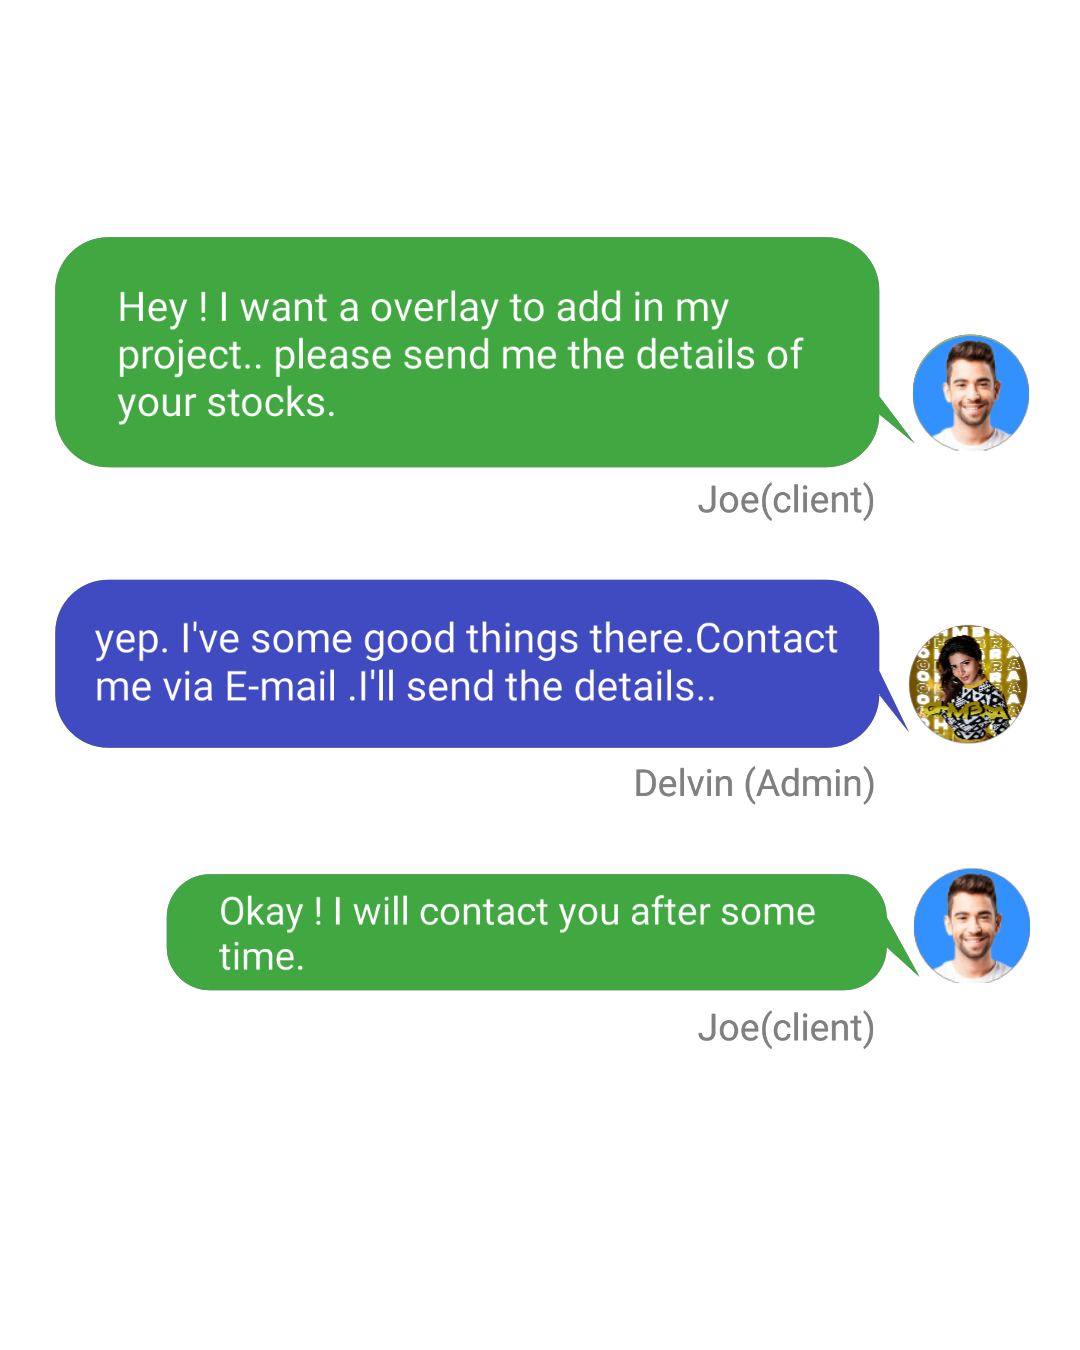 Hey ! I want a overlay to add in my
project.. please send me the details of
your stocks.
Joe(client)
yep. I've some good things there.Contact
me via E-mail .I'll send the details..
Delvin (Admin)
Okay ! I will contact you after some
time.
Joe(client)